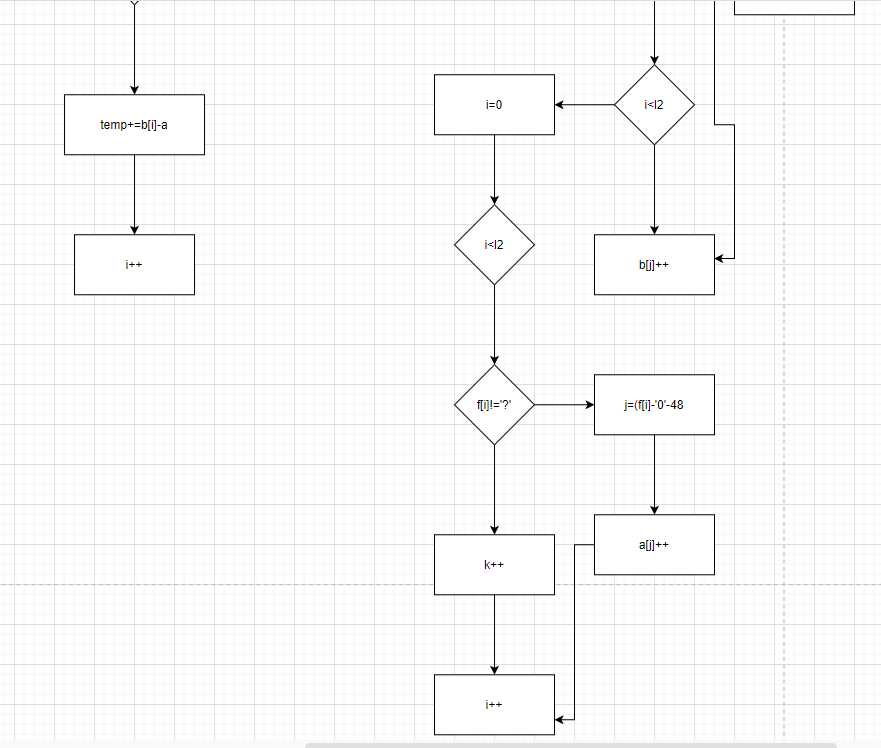 temp+=b[i]-a
i++
i=0
i<l2
i<l2
b[j]++
f[i]!='?'
j=(f[i]-'0'-48
a[j]++
k++
i++